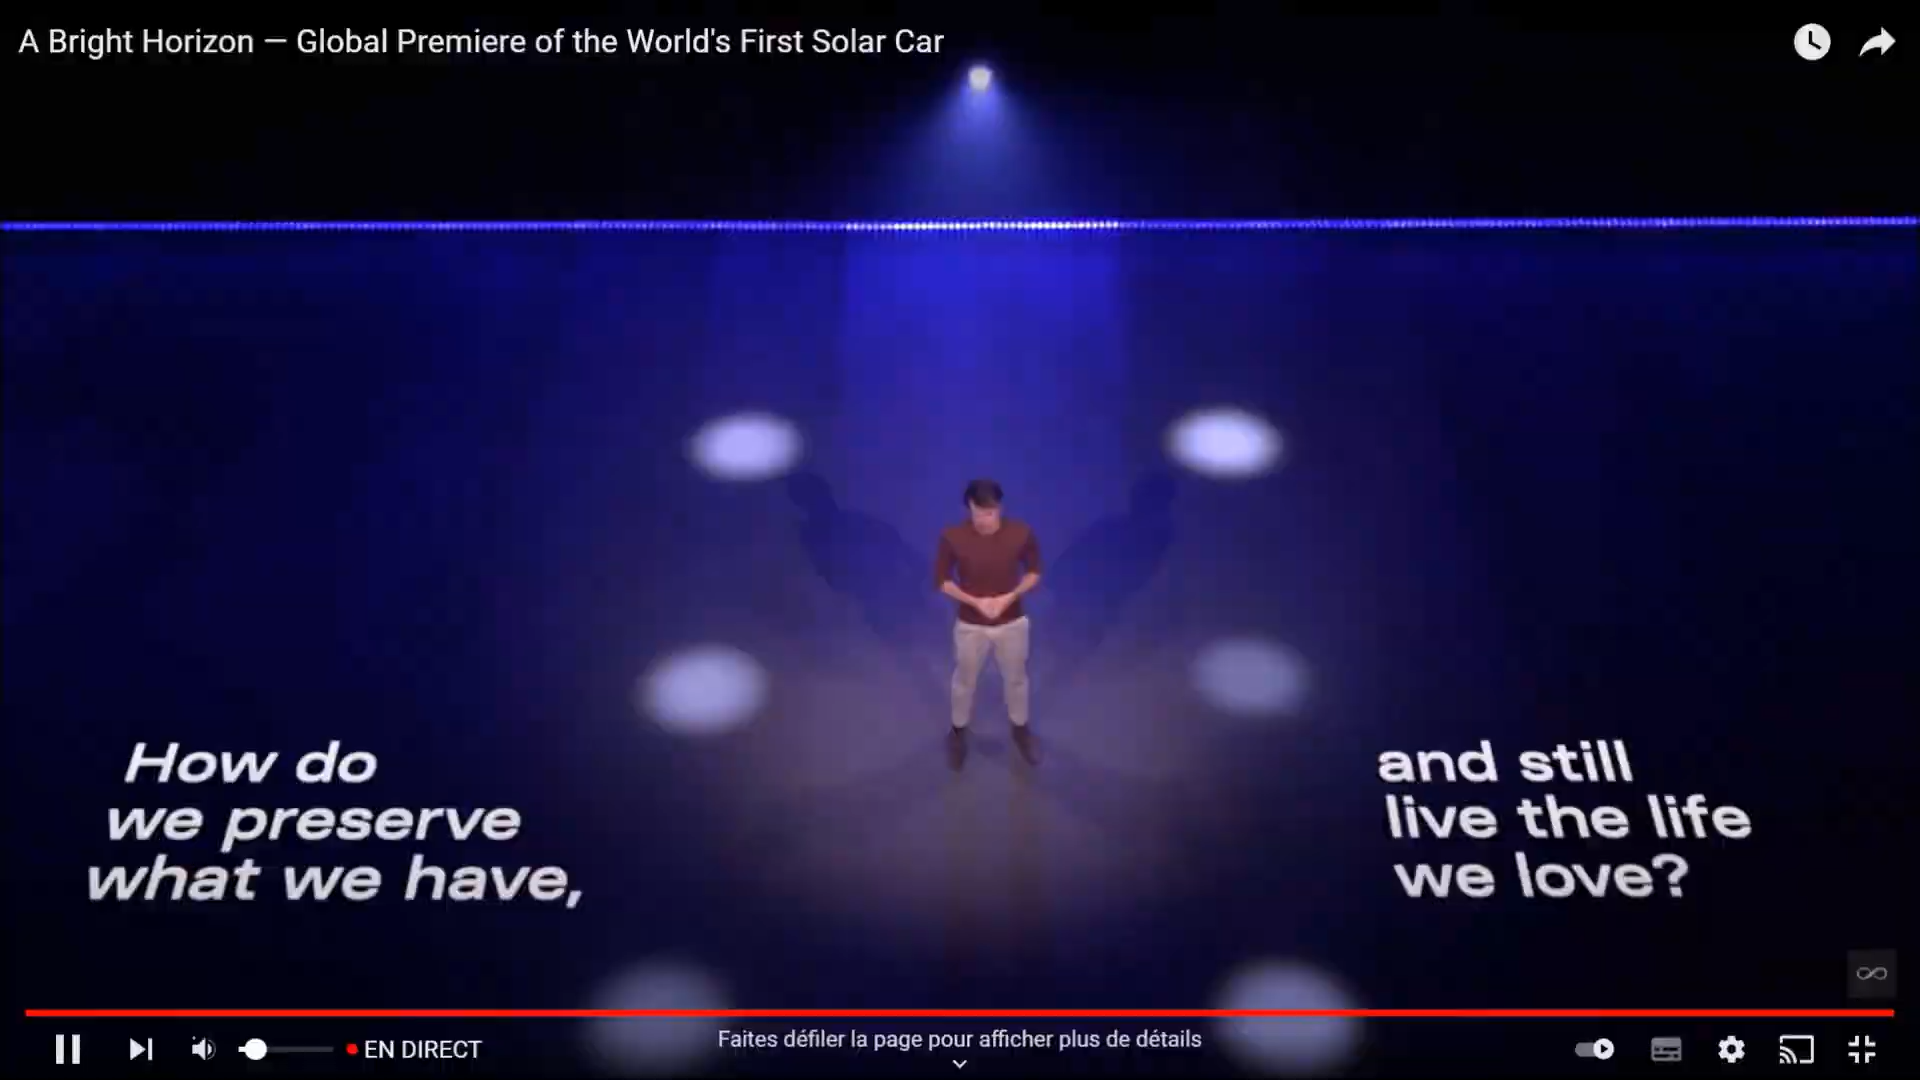 A Bright Horizon — Global Premiere of the World's First Solar Car
How do
we preserve
what we have,
and still
live the life
we love?
EN DIRECT
Faites défiler la page pour afficher plus de détails